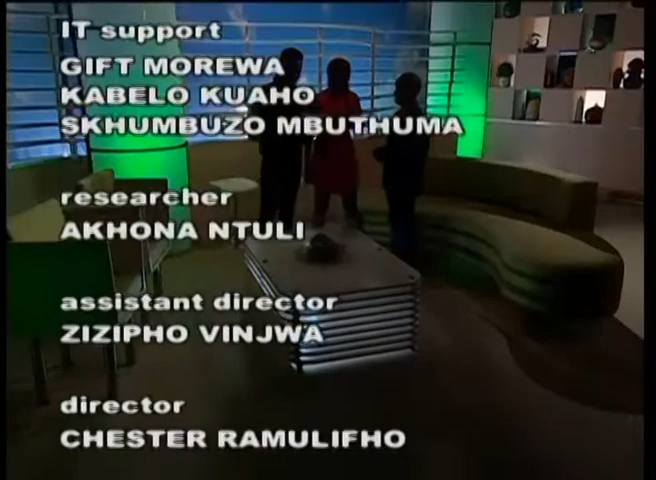 IT support
GIFT MOREWA
KABELO KUAHO
SKHUMBUZO MBUTHUMA
researcher
AKHONA NTULI
assistant director
ZIZIPHO VINJWA
director
CHESTER RAMULIFHO